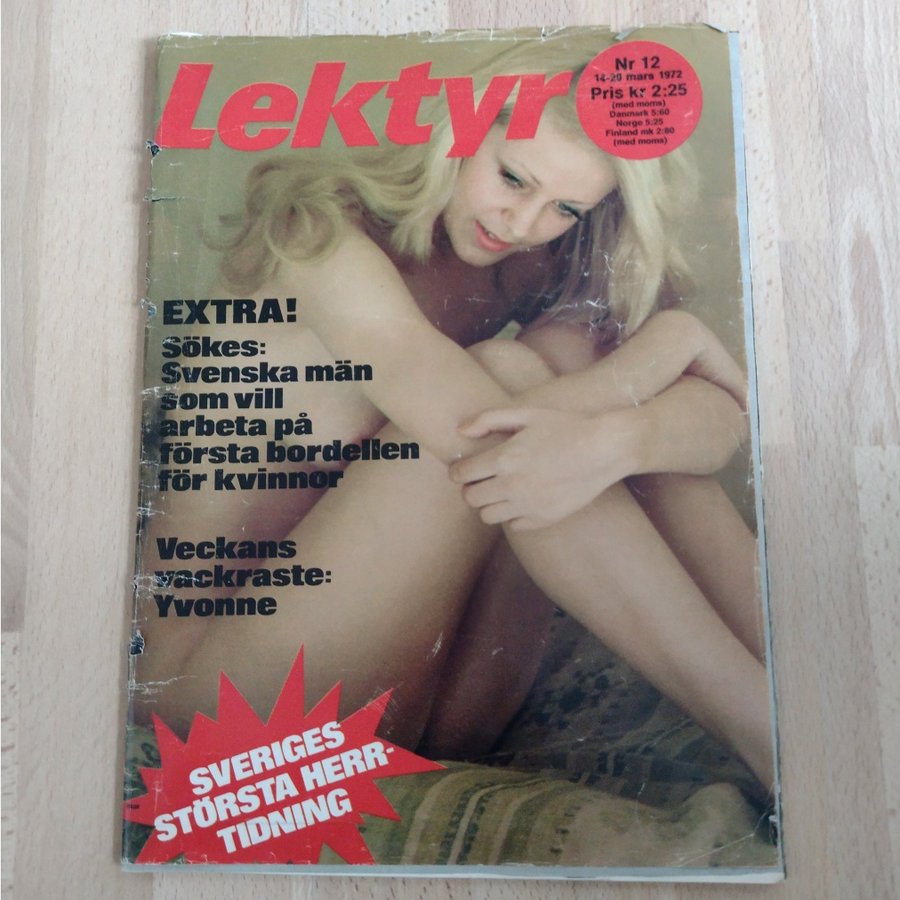 Lektyr
Nr 12
14-20 mars 1972
Pris kr 2:25
(med moms)
Danmark 5:60
Norge 5:25
Finland mk 2:80
(med moms)
EXTRA!
Sökes:
Svenska män
som vill
arbeta på
första bordellen
för kvinnor
Veckans
vackraste:
Yvonne
SVERIGES
STÖRSTA HERR-
TIDNING